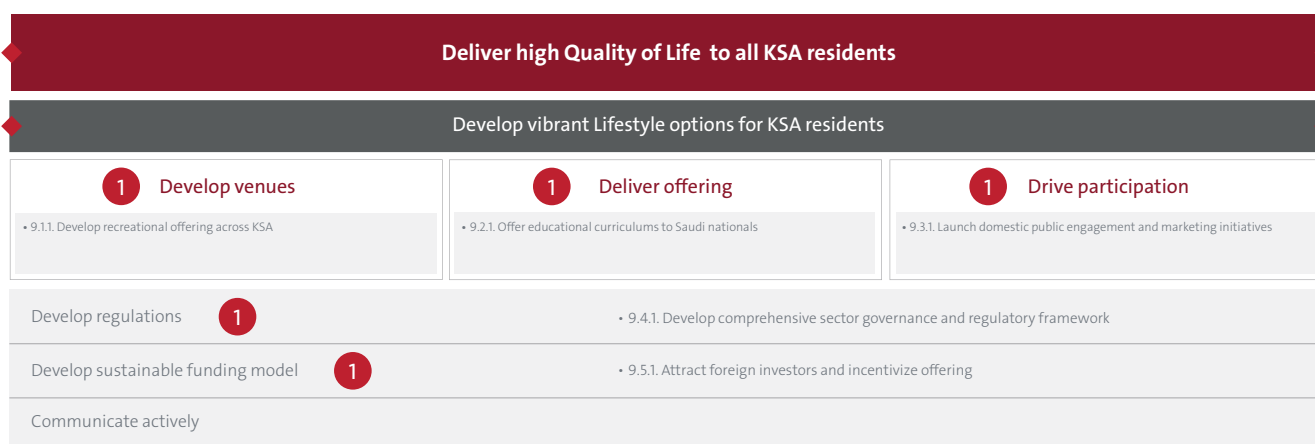 Deliver high Quality of Life to all KSA residents
Develop vibrant Lifestyle options for KSA residents
1 Develop venues
• 9.1.1. Develop recreational offering across KSA
1 Deliver offering
• 9.2.1. Offer educational curriculums to Saudi nationals
1 Drive participation
• 9.3.1. Launch domestic public engagement and marketing initiatives
Develop regulations 1
• 9.4.1. Develop comprehensive sector governance and regulatory framework
Develop sustainable funding model 1
• 9.5.1. Attract foreign investors and incentivize offering
Communicate actively